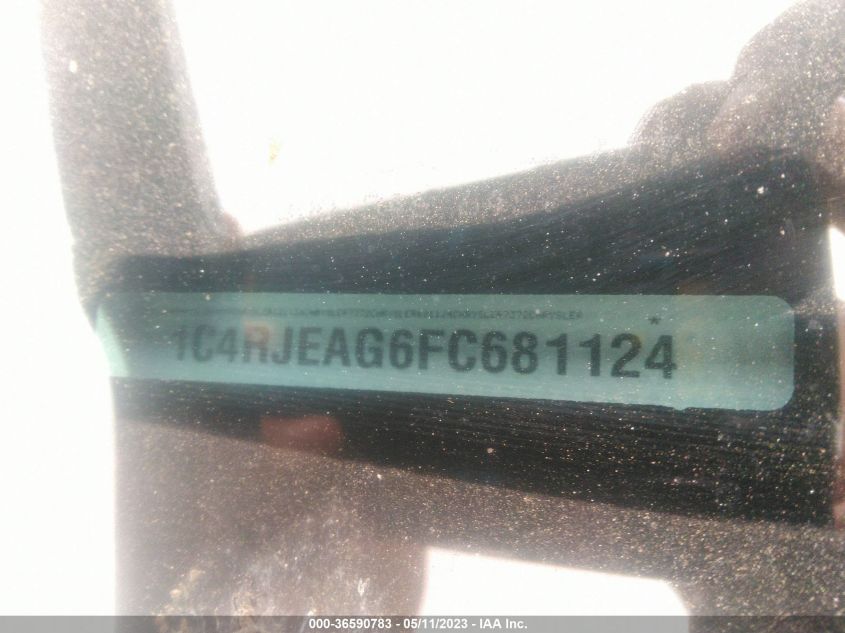 *
1C4RJEAG6FC681124
000-36590783 - 05/11/2023 - IAA Inc.